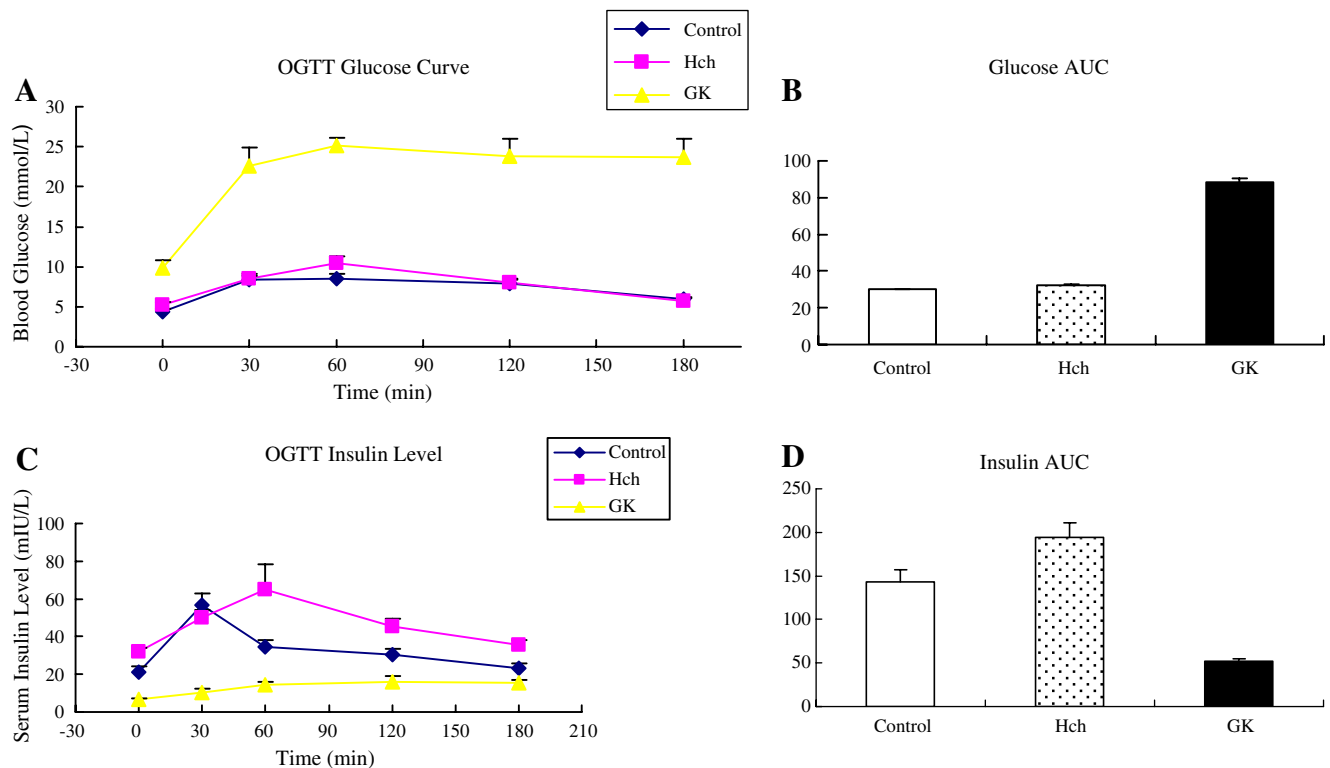 Control
Hch
GK
OGTT Glucose Curve
A
Blood Glucose (mmol/L)
30
25
20
15
10
5
0
-30 0 30 60 90 120 150 180
Time (min)
Glucose AUC
B
100
80
60
40
20
0
Control Hch GK
C
OGTT Insulin Level
Control
Hch
GK
Serum Insulin Level (mIU/L)
100
80
60
40
20
0
-30 0 30 60 90 120 150 180 210
Time (min)
D
Insulin AUC
250
200
150
100
50
0
Control Hch GK